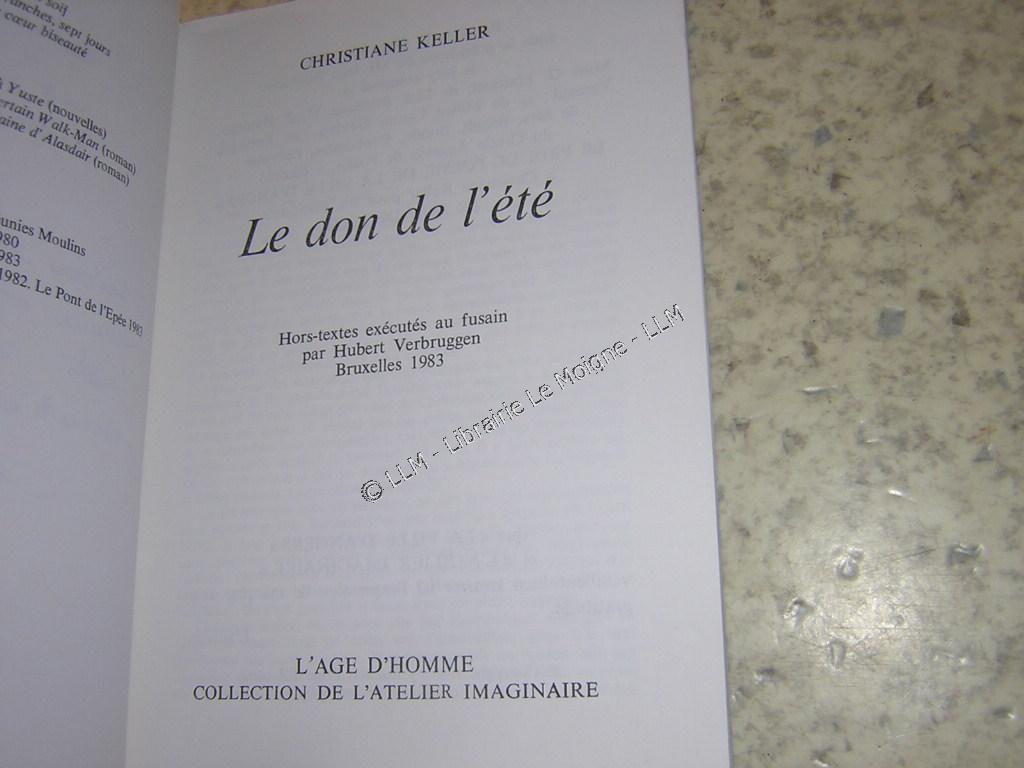 soif
anches, sept jours
cœur biseauté
à Yuste (nouvelles)
ertain Walk-Man (roman)
aine d'Alasdair (roman)
unies Moulins
980
983
1982. Le Pont de l'Epée 1983
CHRISTIANE KELLER
Le don de l'été
Hors-textes exécutés au fusain
par Hubert Verbruggen
Bruxelles 1983
© LLM - Librairie Le Moigne - LLM
L'AGE D'HOMME
COLLECTION DE L'ATELIER IMAGINAIRE